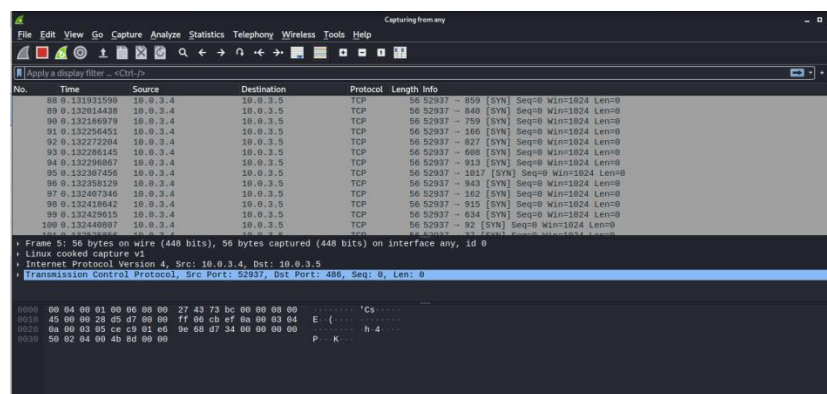 Capturing from any
File Edit View Go Capture Analyze Statistics Telephony Wireless Tools Help
Apply a display filter ... <Ctrl-/>
No. Time Source Destination Protocol Length Info
88 0.131931590 10.0.3.4 10.0.3.5 TCP 56 52937 → 859 [SYN] Seq=0 Win=1024 Len=0
89 0.132014438 10.0.3.4 10.0.3.5 TCP 56 52937 → 840 [SYN] Seq=0 Win=1024 Len=0
90 0.132166979 10.0.3.4 10.0.3.5 TCP 56 52937 → 759 [SYN] Seq=0 Win=1024 Len=0
91 0.132256451 10.0.3.4 10.0.3.5 TCP 56 52937 → 166 [SYN] Seq=0 Win=1024 Len=0
92 0.132272204 10.0.3.4 10.0.3.5 TCP 56 52937 → 827 [SYN] Seq=0 Win=1024 Len=0
93 0.132286145 10.0.3.4 10.0.3.5 TCP 56 52937 → 608 [SYN] Seq=0 Win=1024 Len=0
94 0.132296867 10.0.3.4 10.0.3.5 TCP 56 52937 → 913 [SYN] Seq=0 Win=1024 Len=0
95 0.132307456 10.0.3.4 10.0.3.5 TCP 56 52937 → 1017 [SYN] Seq=0 Win=1024 Len=0
96 0.132358129 10.0.3.4 10.0.3.5 TCP 56 52937 → 943 [SYN] Seq=0 Win=1024 Len=0
97 0.132407346 10.0.3.4 10.0.3.5 TCP 56 52937 → 162 [SYN] Seq=0 Win=1024 Len=0
98 0.132418642 10.0.3.4 10.0.3.5 TCP 56 52937 → 915 [SYN] Seq=0 Win=1024 Len=0
99 0.132429615 10.0.3.4 10.0.3.5 TCP 56 52937 → 634 [SYN] Seq=0 Win=1024 Len=0
100 0.132440807 10.0.3.4 10.0.3.5 TCP 56 52937 → 92 [SYN] Seq=0 Win=1024 Len=0
Frame 5: 56 bytes on wire (448 bits), 56 bytes captured (448 bits) on interface any, id 0
Linux cooked capture v1
Internet Protocol Version 4, Src: 10.0.3.4, Dst: 10.0.3.5
Transmission Control Protocol, Src Port: 52937, Dst Port: 486, Seq: 0, Len: 0
0000 00 04 00 01 00 06 08 00 27 43 73 bc 00 00 08 00 ········ 'Cs·····
0010 45 00 00 28 d5 d7 00 00 ff 06 cb ef 0a 00 03 04 E··(···· ········
0020 0a 00 03 05 ce c9 01 e6 9e 68 d7 34 00 00 00 00 ········ ·h·4····
0030 50 02 04 00 4b 8d 00 00 P···K···